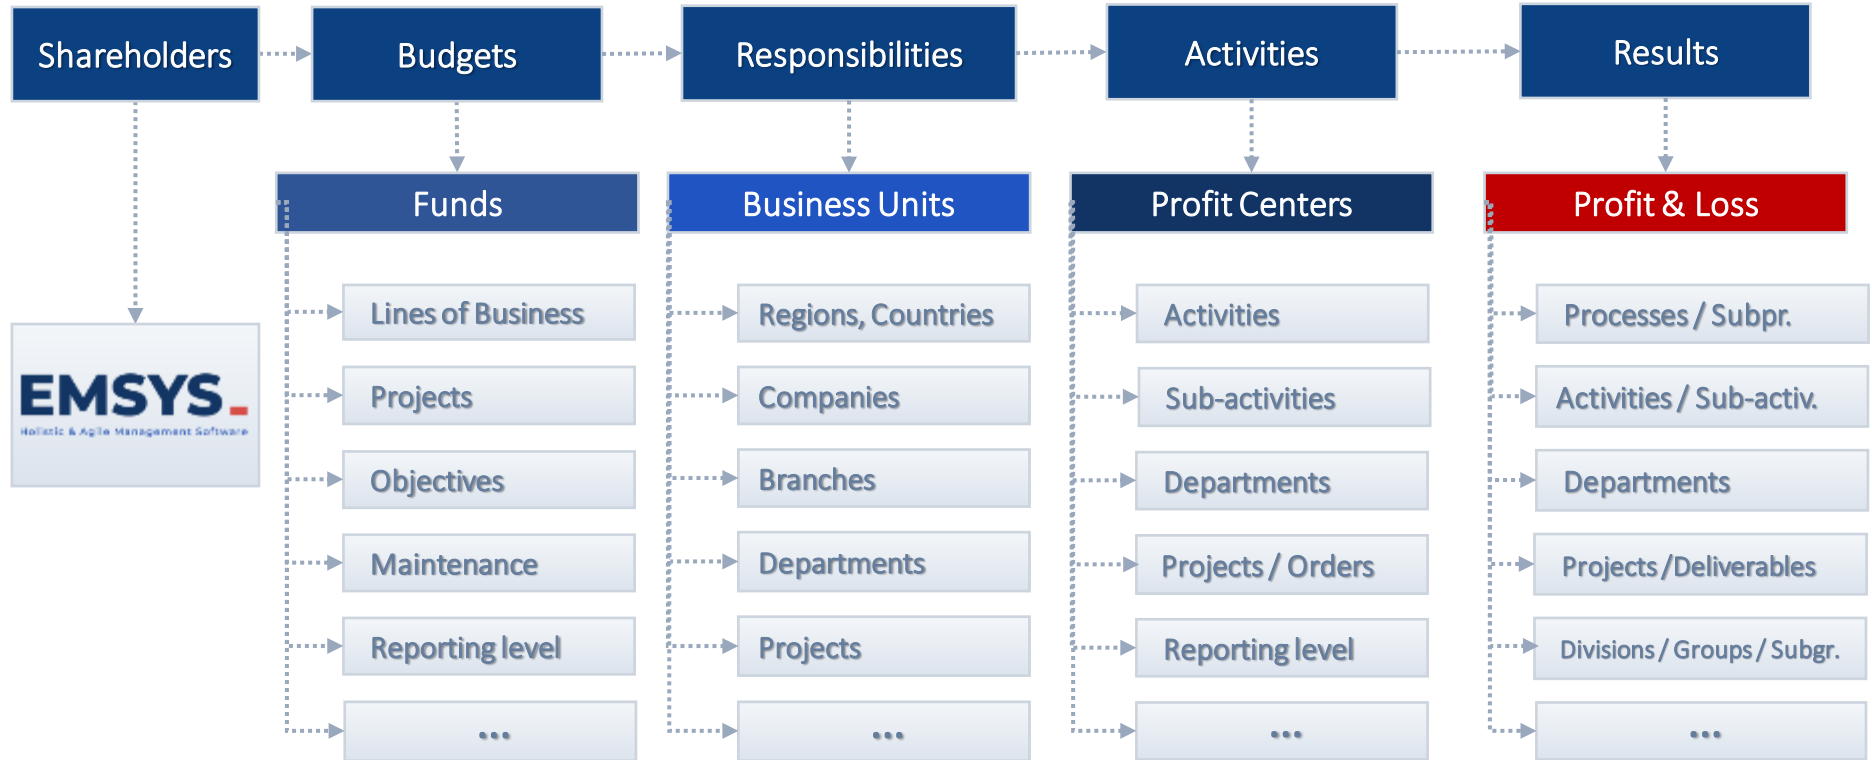 Shareholders
Budgets
Responsibilities
Activities
Results
Funds
Business Units
Profit Centers
Profit & Loss
Lines of Business
Regions, Countries
Activities
Processes / Subpr.
EMSYS_
Holistic & Agile Management Software
Projects
Companies
Sub-activities
Activities / Sub-activ.
Objectives
Branches
Departments
Departments
Maintenance
Departments
Projects / Orders
Projects /Deliverables
Reporting level
Projects
Reporting level
Divisions / Groups / Subgr.
...
...
...
...